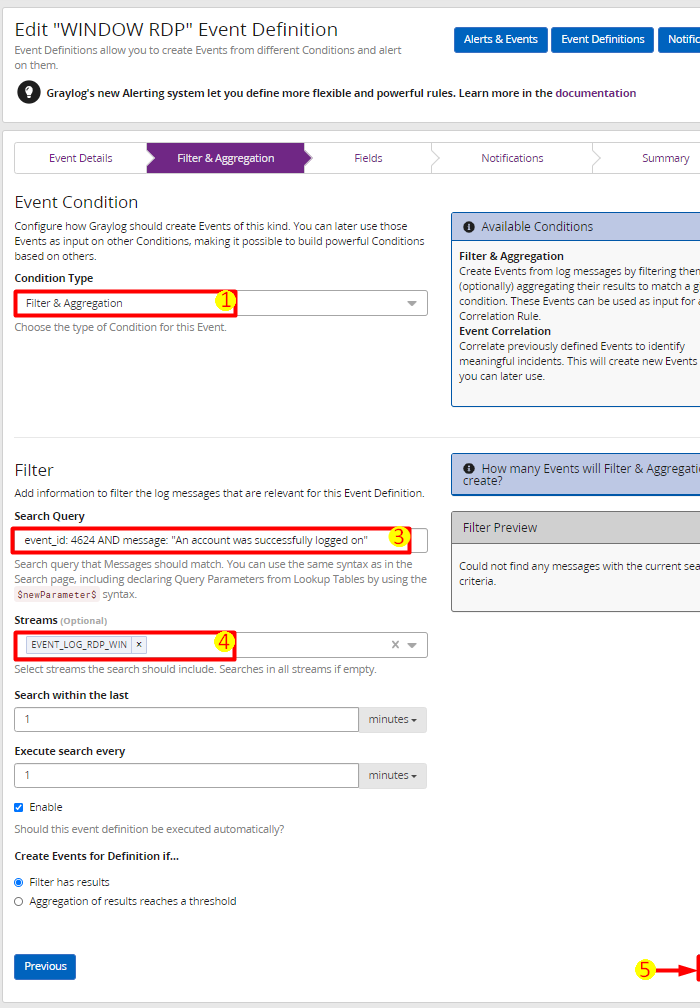 Edit "WINDOW RDP" Event Definition
Event Definitions allow you to create Events from different Conditions and alert
on them.
Alerts & Events
Event Definitions
Notific
Graylog's new Alerting system let you define more flexible and powerful rules. Learn more in the documentation
Event Details
Filter & Aggregation
Fields
Notifications
Summary
Event Condition
Configure how Graylog should create Events of this kind. You can later use those
Events as input on other Conditions, making it possible to build powerful Conditions
based on others.
Condition Type
Filter & Aggregation
1
Choose the type of Condition for this Event.
Available Conditions
Filter & Aggregation
Create Events from log messages by filtering them
(optionally) aggregating their results to match a g
condition. These Events can be used as input for a
Correlation Rule.
Event Correlation
Correlate previously defined Events to identify
meaningful incidents. This will create new Events
you can later use.
Filter
Add information to filter the log messages that are relevant for this Event Definition.
Search Query
event_id: 4624 AND message: "An account was successfully logged on"
3
Search query that Messages should match. You can use the same syntax as in the
Search page, including declaring Query Parameters from Lookup Tables by using the
$newParameter$ syntax.
Streams (Optional)
EVENT_LOG_RDP_WIN ×
4
×
Select streams the search should include. Searches in all streams if empty.
Search within the last
1
minutes
Execute search every
1
minutes
Enable
Should this event definition be executed automatically?
Create Events for Definition if...
Filter has results
Aggregation of results reaches a threshold
How many Events will Filter & Aggregatio
create?
Filter Preview
Could not find any messages with the current sea
criteria.
Previous
5